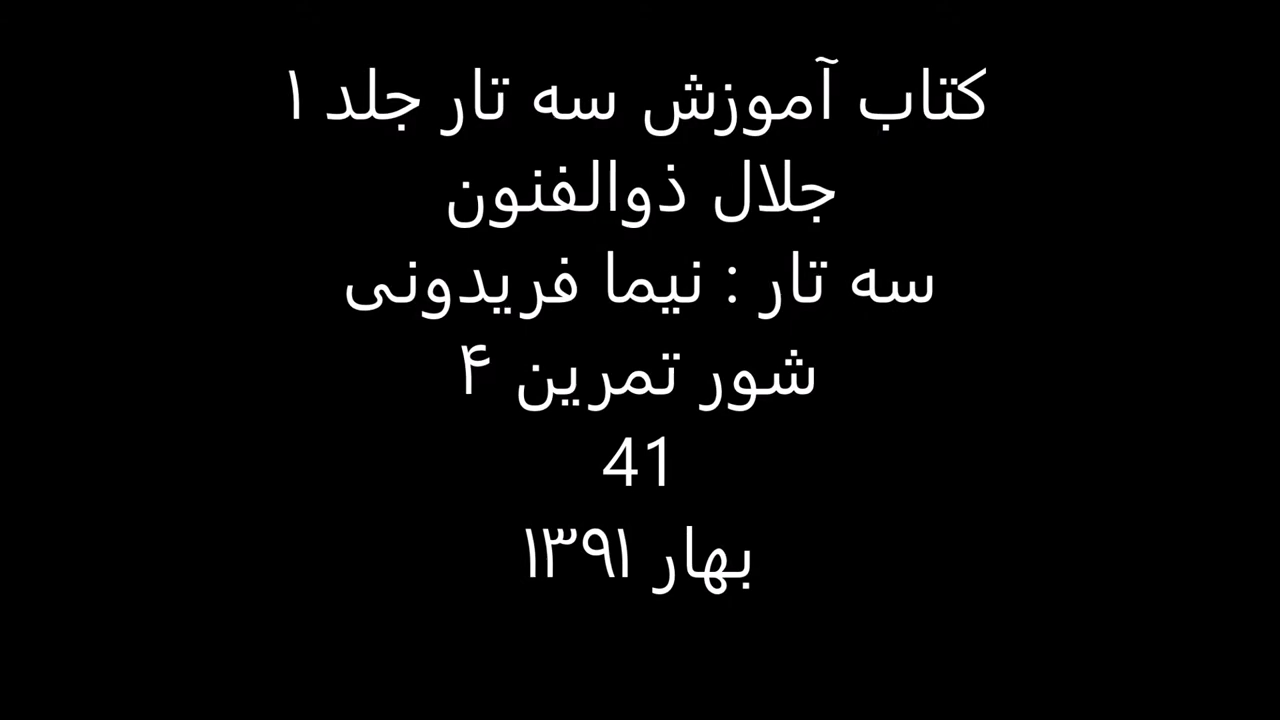 کتاب آموزش سه تار جلد ۱
جلال ذوالفنون
سه تار : نیما فریدونی
شور تمرین ۴
41
بهار ۱۳۹۱